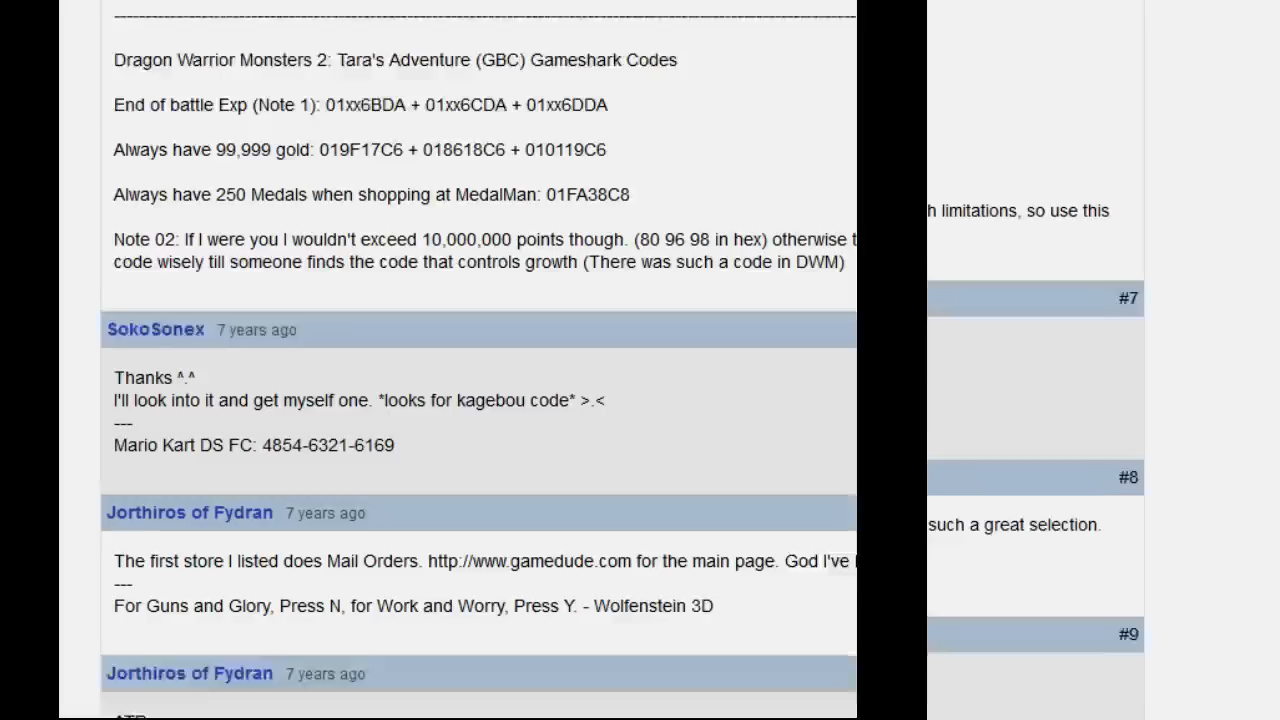 Dragon Warrior Monsters 2: Tara's Adventure (GBC) Gameshark Codes
End of battle Exp (Note 1): 01xx6BDA + 01xx6CDA + 01xx6DDA
Always have 99,999 gold: 019F17C6 + 018618C6 + 010119C6
Always have 250 Medals when shopping at MedalMan: 01FA38C8
h limitations, so use this
Note 02: If I were you I wouldn't exceed 10,000,000 points though. (80 96 98 in hex) otherwise t
code wisely till someone finds the code that controls growth (There was such a code in DWM)
#7
SokoSonex 7 years ago
Thanks ^.^
I'll look into it and get myself one. *looks for kagebou code* >.<
---
Mario Kart DS FC: 4854-6321-6169
#8
Jorthiros of Fydran 7 years ago
such a great selection.
The first store I listed does Mail Orders. http://www.gamedude.com for the main page. God I've
---
For Guns and Glory, Press N, for Work and Worry, Press Y. - Wolfenstein 3D
#9
Jorthiros of Fydran 7 years ago